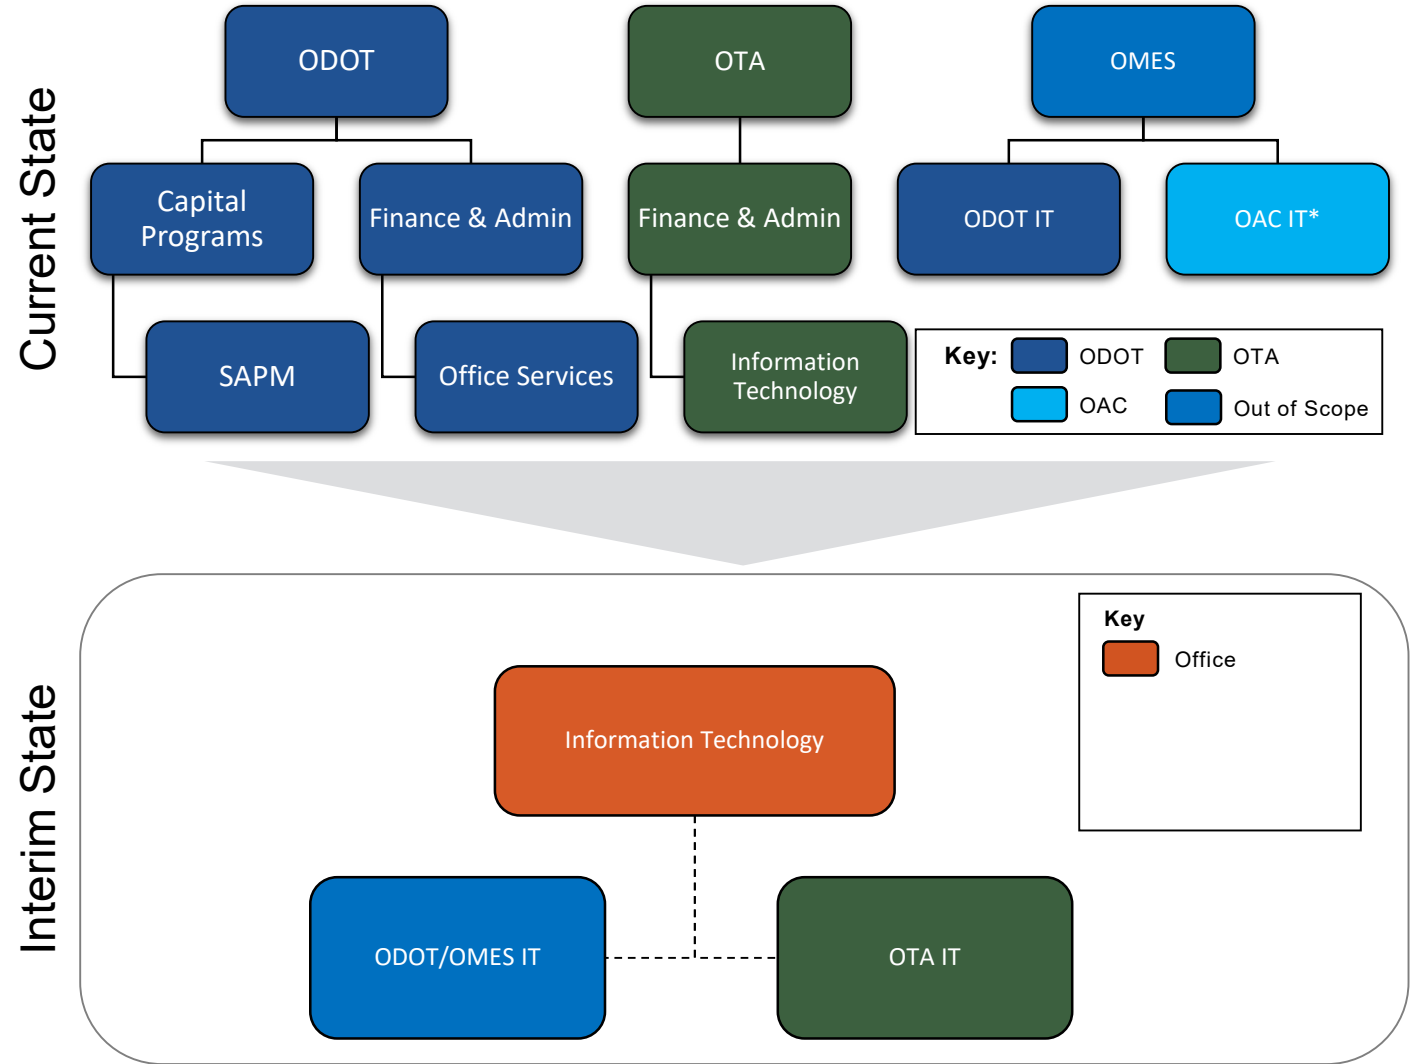 Current State
ODOT
OTA
OMES
Capital
Programs
Finance & Admin
Finance & Admin
ODOT IT
OAC IT*
SAPM
Office Services
Information
Technology
Key:
ODOT
OTA
OAC
Out of Scope
Interim State
Key
Office
Information Technology
ODOT/OMES IT
OTA IT